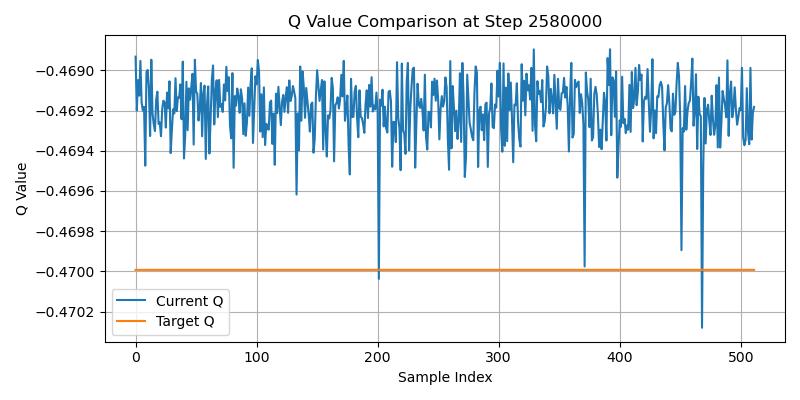 Q Value Comparison at Step 2580000
Q Value
−0.4690
−0.4692
−0.4694
−0.4696
−0.4698
−0.4700
−0.4702
Current Q
Target Q
0 100 200 300 400 500
Sample Index